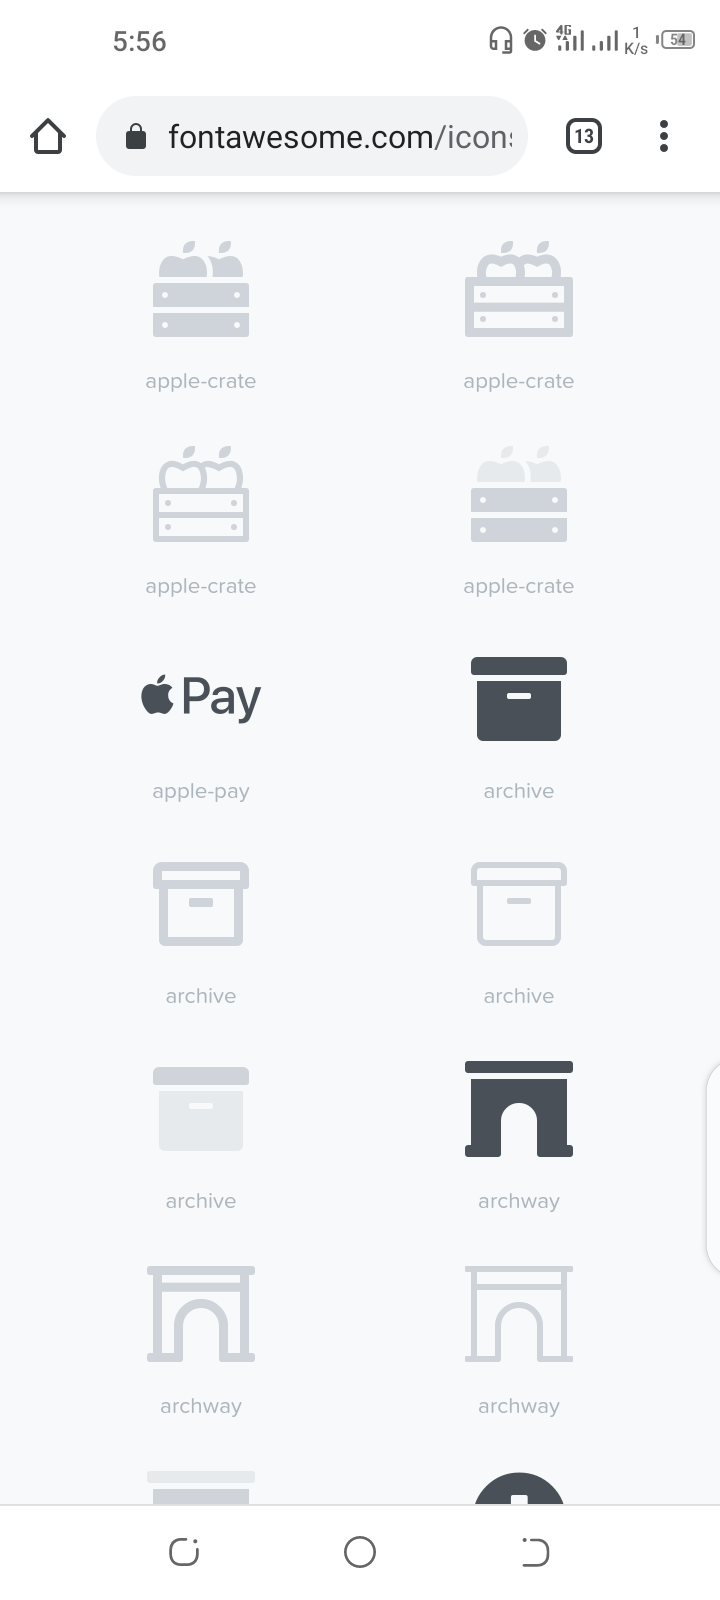 5:56
4G
1
K/s
54
fontawesome.com/icons
13
apple-crate apple-crate
apple-crate apple-crate
Pay
apple-pay archive
archive archive
archive archway
archway archway